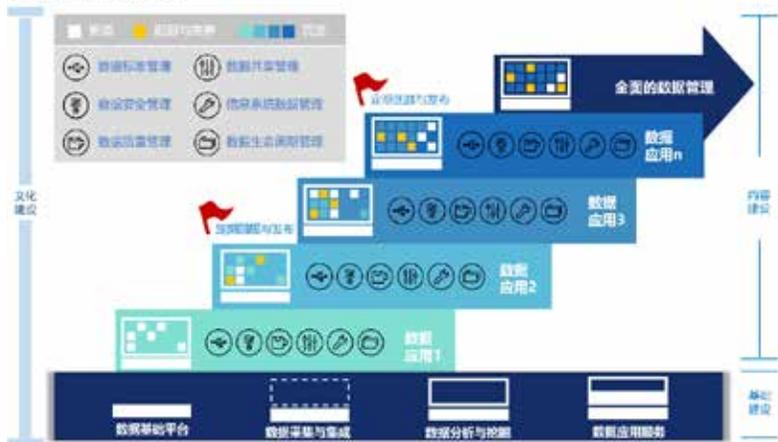 数据标准管理
数据共享管理
数据安全管理
信息系统数据管理
数据质量管理
数据生命周期管理
全面的数据管理
数据
应用n
数据
应用3
数据
应用2
数据
应用1
文化
建设
内容
建设
基础
建设
数据基础平台
数据采集与集成
数据分析与挖掘
数据应用服务